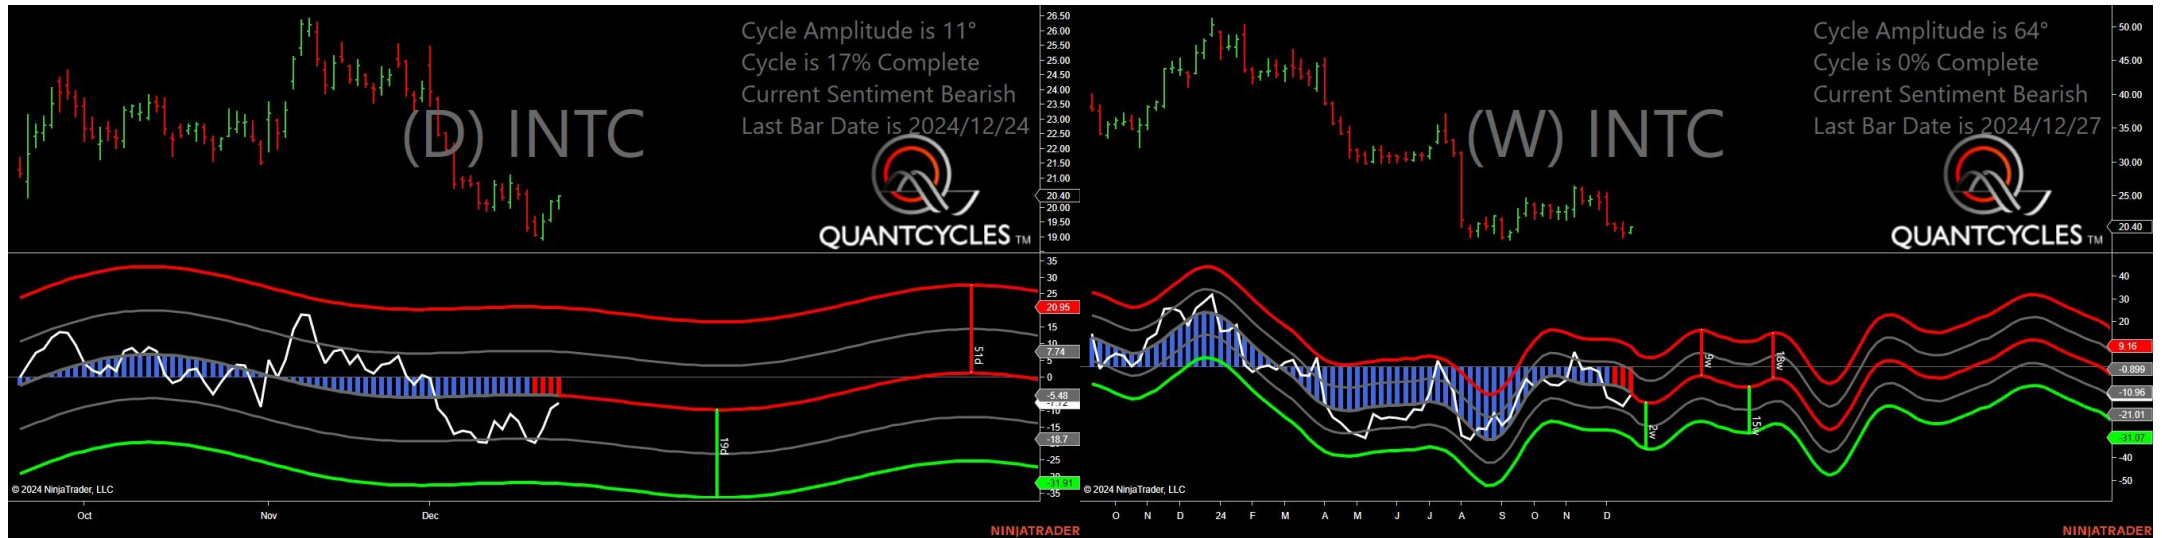 Cycle Amplitude is 11°
Cycle is 17% Complete
Current Sentiment Bearish
Last Bar Date is 2024/12/24
(D) INTC
QUANTCYCLES TM
26.50
26.00
25.50
25.00
24.50
24.00
23.50
23.00
22.50
22.00
21.50
21.00
20.40
20.00
19.50
19.00
35
30
25
20.95
15
10
7.74
5
0
-5.48
-7.72
-10
-15
-18.7
-25
-31.91
-35
51d
19d
© 2024 NinjaTrader, LLC
Oct Nov Dec
NINJATRADER
Cycle Amplitude is 64°
Cycle is 0% Complete
Current Sentiment Bearish
Last Bar Date is 2024/12/27
(W) INTC
QUANTCYCLES TM
50.00
45.00
40.00
35.00
30.00
25.00
20.40
40
30
20
9.16
-0.899
-10.96
-21.01
-31.07
-40
-50
9w
18w
2w
15w
© 2024 NinjaTrader, LLC
O N D 24 F M A M J J A S O N D
NINJATRADER